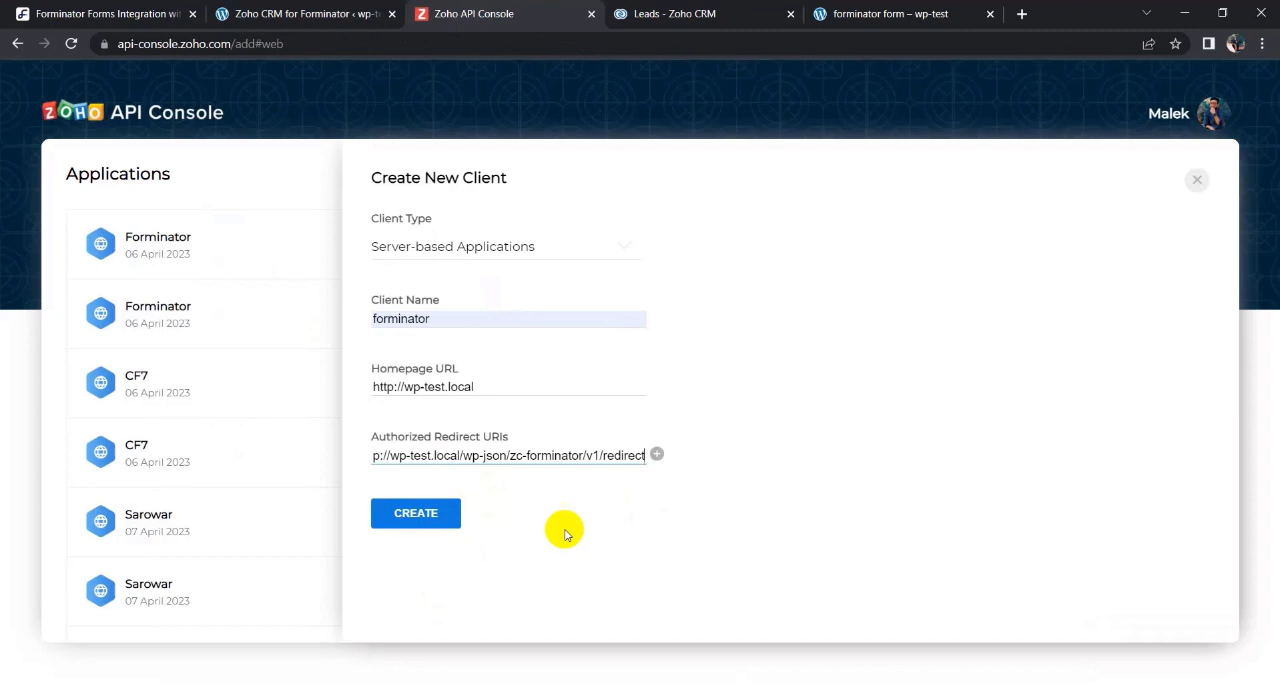 Forminator Forms Integration wit
Zoho CRM for Forminator ‹ wp-te
Zoho API Console
Leads - Zoho CRM
forminator form – wp-test
api-console.zoho.com/add#web
ZOHO API Console
Malek
Applications
Forminator
06 April 2023
Forminator
06 April 2023
CF7
06 April 2023
CF7
06 April 2023
Sarowar
07 April 2023
Sarowar
07 April 2023
Create New Client
Client Type
Server-based Applications
Client Name
forminator
Homepage URL
http://wp-test.local
Authorized Redirect URIs
p://wp-test.local/wp-json/zc-forminator/v1/redirect
CREATE